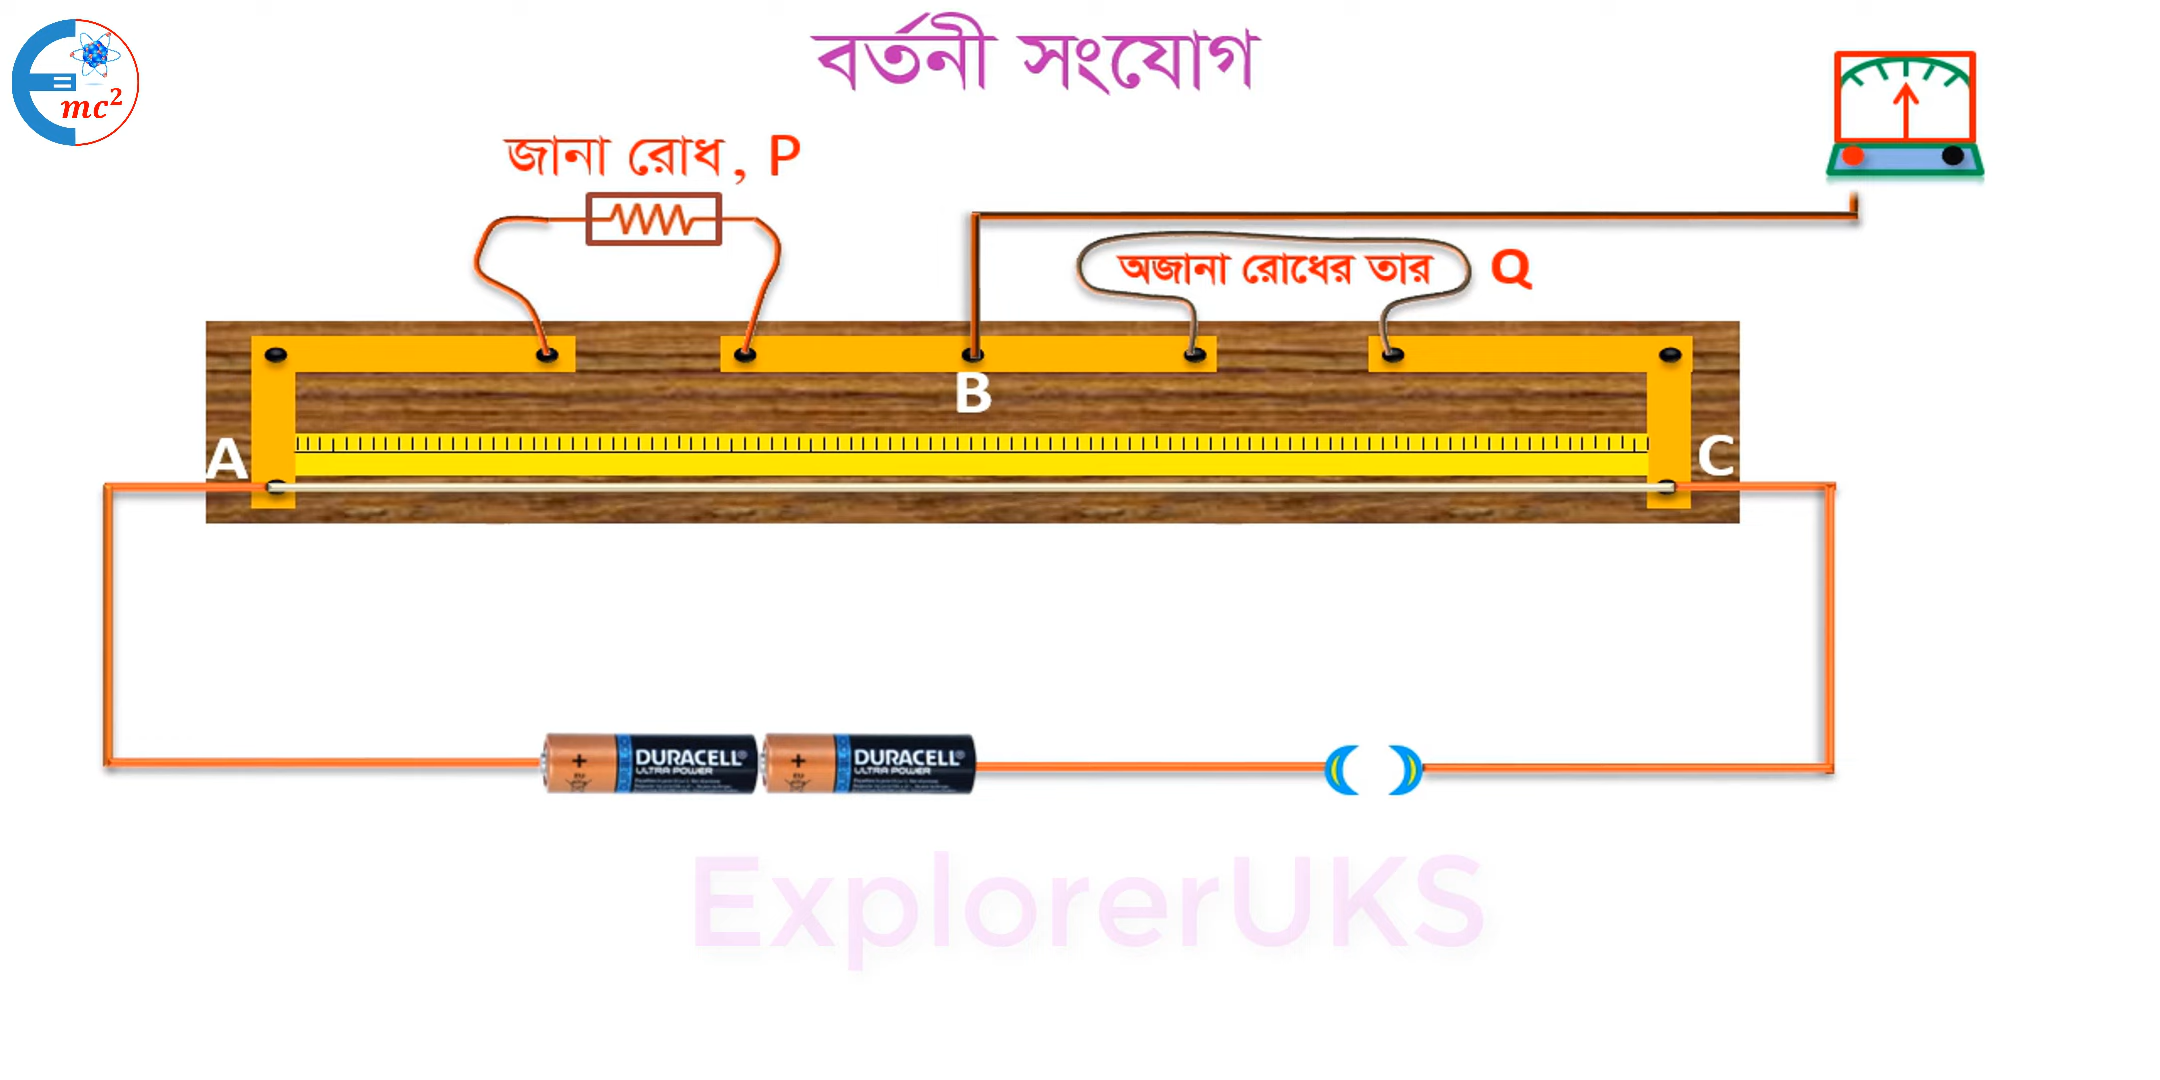 বর্তনী সংযোগ
E = mc²
জানা রোধ, P
অজানা রোধের তার Q
B
A
C
+ DURACELL® ULTRA POWER
+ DURACELL® ULTRA POWER
ExplorerUKS